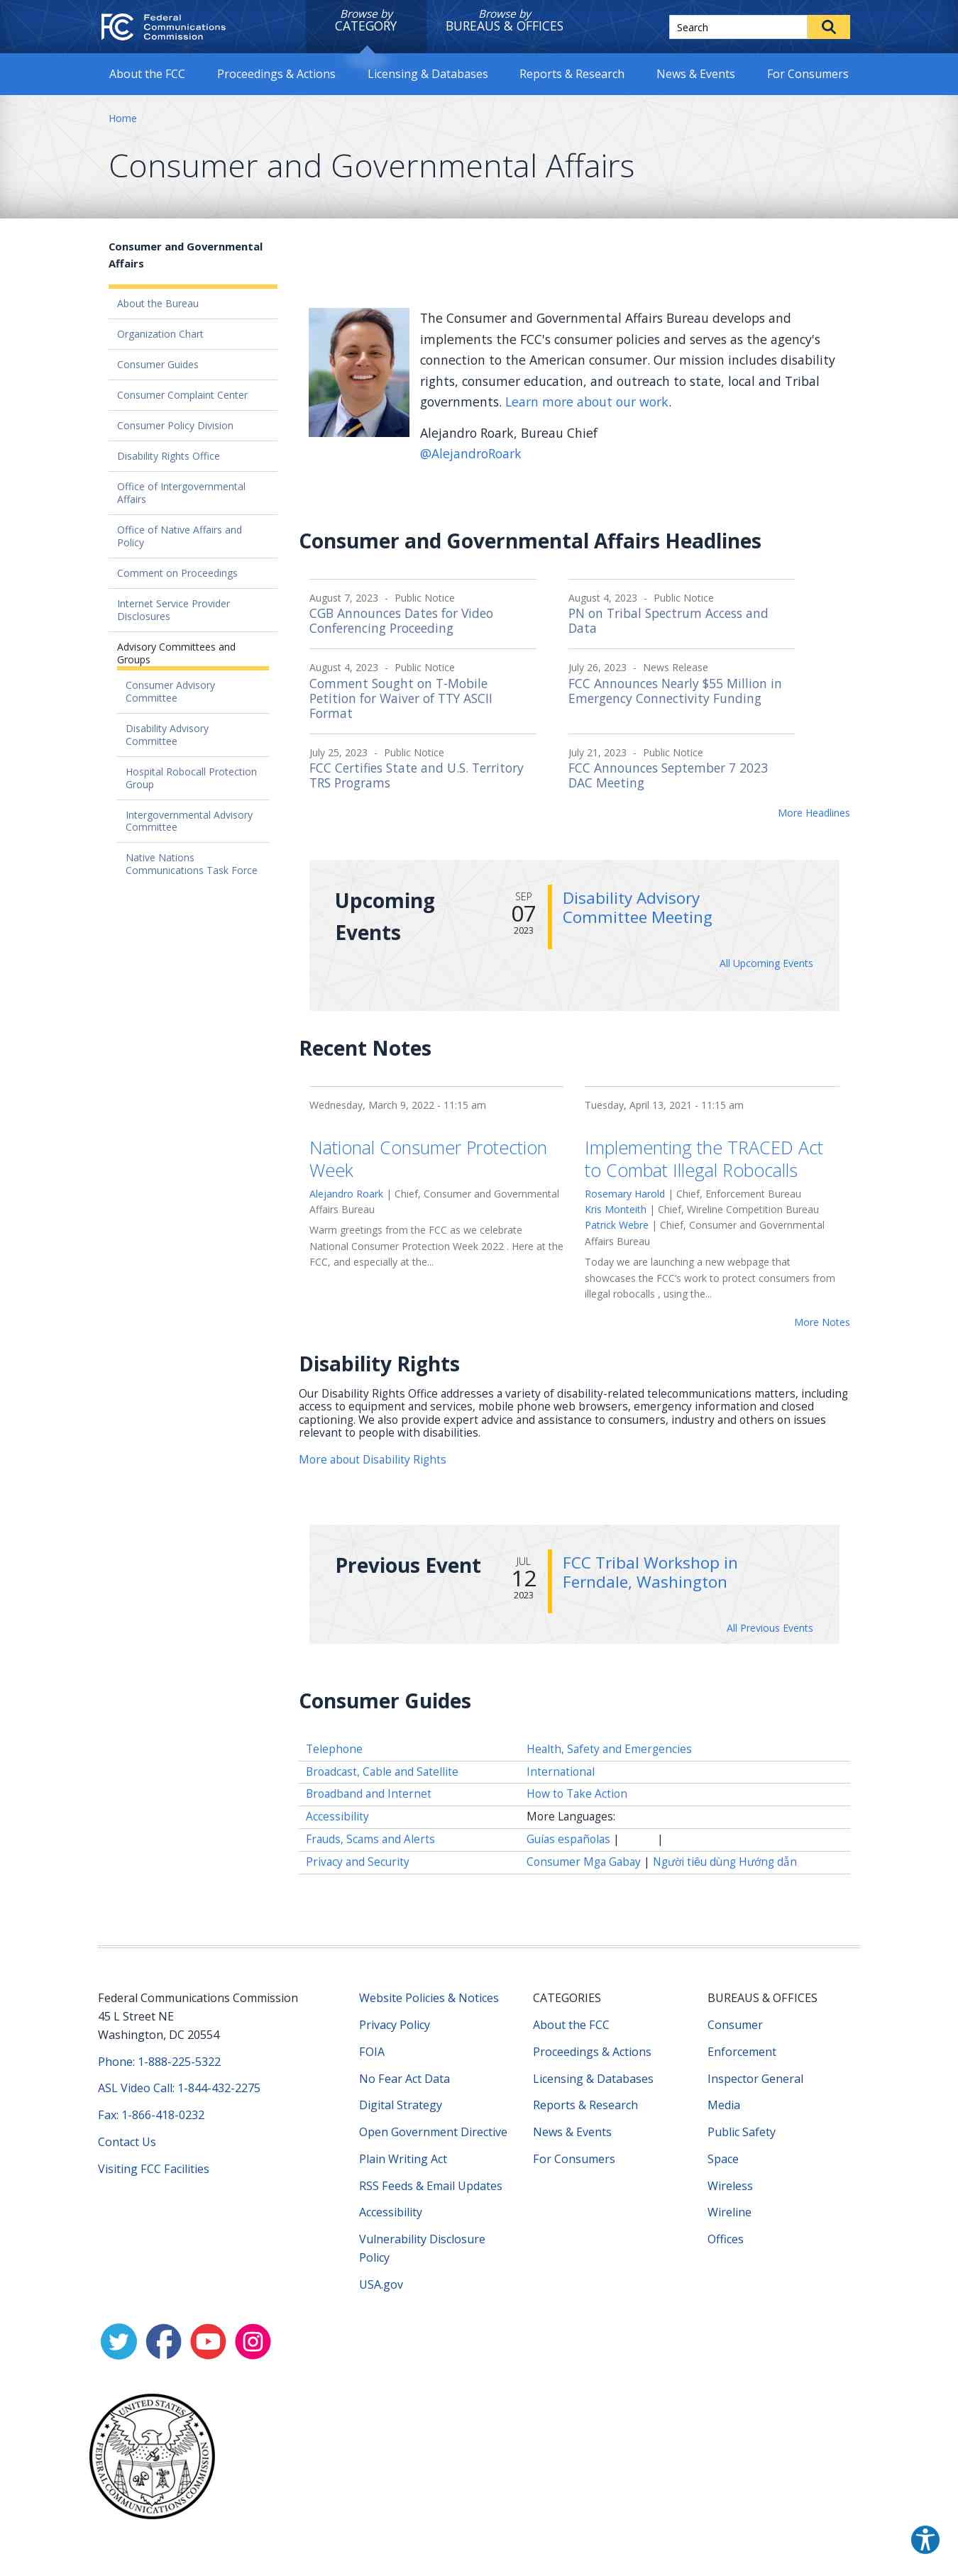 FCC Federal Communications Commission
Browse by
CATEGORY
Browse by
BUREAUS & OFFICES
Search
About the FCC
Proceedings & Actions
Licensing & Databases
Reports & Research
News & Events
For Consumers
Home
Consumer and Governmental Affairs
Consumer and Governmental
Affairs
About the Bureau
Organization Chart
Consumer Guides
Consumer Complaint Center
Consumer Policy Division
Disability Rights Office
Office of Intergovernmental
Affairs
Office of Native Affairs and
Policy
Comment on Proceedings
Internet Service Provider
Disclosures
Advisory Committees and
Groups
Consumer Advisory
Committee
Disability Advisory
Committee
Hospital Robocall Protection
Group
Intergovernmental Advisory
Committee
Native Nations
Communications Task Force
The Consumer and Governmental Affairs Bureau develops and
implements the FCC's consumer policies and serves as the agency's
connection to the American consumer. Our mission includes disability
rights, consumer education, and outreach to state, local and Tribal
governments. Learn more about our work.
Alejandro Roark, Bureau Chief
@AlejandroRoark
Consumer and Governmental Affairs Headlines
August 7, 2023 - Public Notice
CGB Announces Dates for Video
Conferencing Proceeding
August 4, 2023 - Public Notice
PN on Tribal Spectrum Access and
Data
August 4, 2023 - Public Notice
Comment Sought on T-Mobile
Petition for Waiver of TTY ASCII
Format
July 26, 2023 - News Release
FCC Announces Nearly $55 Million in
Emergency Connectivity Funding
July 25, 2023 - Public Notice
FCC Certifies State and U.S. Territory
TRS Programs
July 21, 2023 - Public Notice
FCC Announces September 7 2023
DAC Meeting
More Headlines
Upcoming
Events
SEP
07
2023
Disability Advisory
Committee Meeting
All Upcoming Events
Recent Notes
Wednesday, March 9, 2022 - 11:15 am
National Consumer Protection
Week
Alejandro Roark | Chief, Consumer and Governmental
Affairs Bureau
Warm greetings from the FCC as we celebrate
National Consumer Protection Week 2022 . Here at the
FCC, and especially at the...
Tuesday, April 13, 2021 - 11:15 am
Implementing the TRACED Act
to Combat Illegal Robocalls
Rosemary Harold | Chief, Enforcement Bureau
Kris Monteith | Chief, Wireline Competition Bureau
Patrick Webre | Chief, Consumer and Governmental
Affairs Bureau
Today we are launching a new webpage that
showcases the FCC's work to protect consumers from
illegal robocalls , using the...
More Notes
Disability Rights
Our Disability Rights Office addresses a variety of disability-related telecommunications matters, including
access to equipment and services, mobile phone web browsers, emergency information and closed
captioning. We also provide expert advice and assistance to consumers, industry and others on issues
relevant to people with disabilities.
More about Disability Rights
Previous Event
JUL
12
2023
FCC Tribal Workshop in
Ferndale, Washington
All Previous Events
Consumer Guides
Telephone
Health, Safety and Emergencies
Broadcast, Cable and Satellite
International
Broadband and Internet
How to Take Action
Accessibility
More Languages:
Frauds, Scams and Alerts
Guías españolas | |
Privacy and Security
Consumer Mga Gabay | Người tiêu dùng Hướng dẫn
Federal Communications Commission
45 L Street NE
Washington, DC 20554
Phone: 1-888-225-5322
ASL Video Call: 1-844-432-2275
Fax: 1-866-418-0232
Contact Us
Visiting FCC Facilities
Website Policies & Notices
Privacy Policy
FOIA
No Fear Act Data
Digital Strategy
Open Government Directive
Plain Writing Act
RSS Feeds & Email Updates
Accessibility
Vulnerability Disclosure
Policy
USA.gov
CATEGORIES
About the FCC
Proceedings & Actions
Licensing & Databases
Reports & Research
News & Events
For Consumers
BUREAUS & OFFICES
Consumer
Enforcement
Inspector General
Media
Public Safety
Space
Wireless
Wireline
Offices
UNITED STATES
FEDERAL COMMUNICATIONS COMMISSION